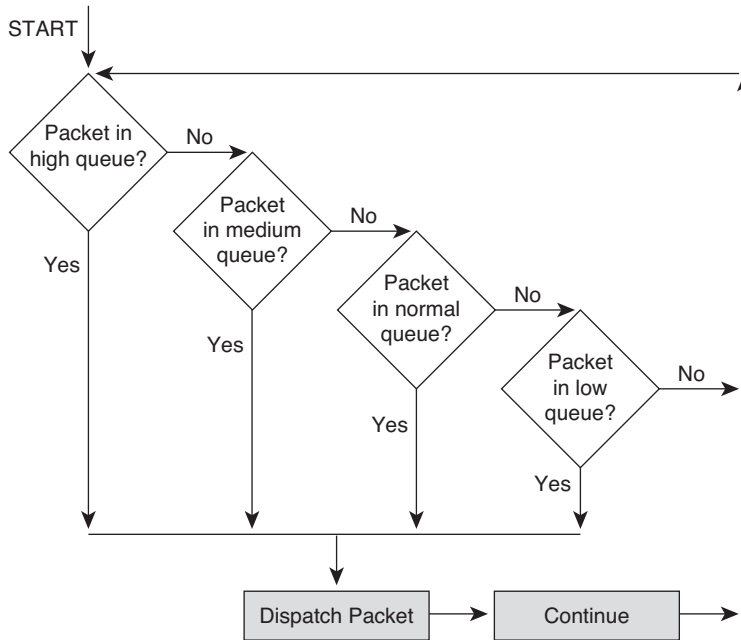 START
Packet in
high queue?
No
Yes
Packet
in medium
queue?
No
Yes
Packet
in normal
queue?
No
Yes
Packet
in low
queue?
No
Yes
Dispatch Packet
Continue